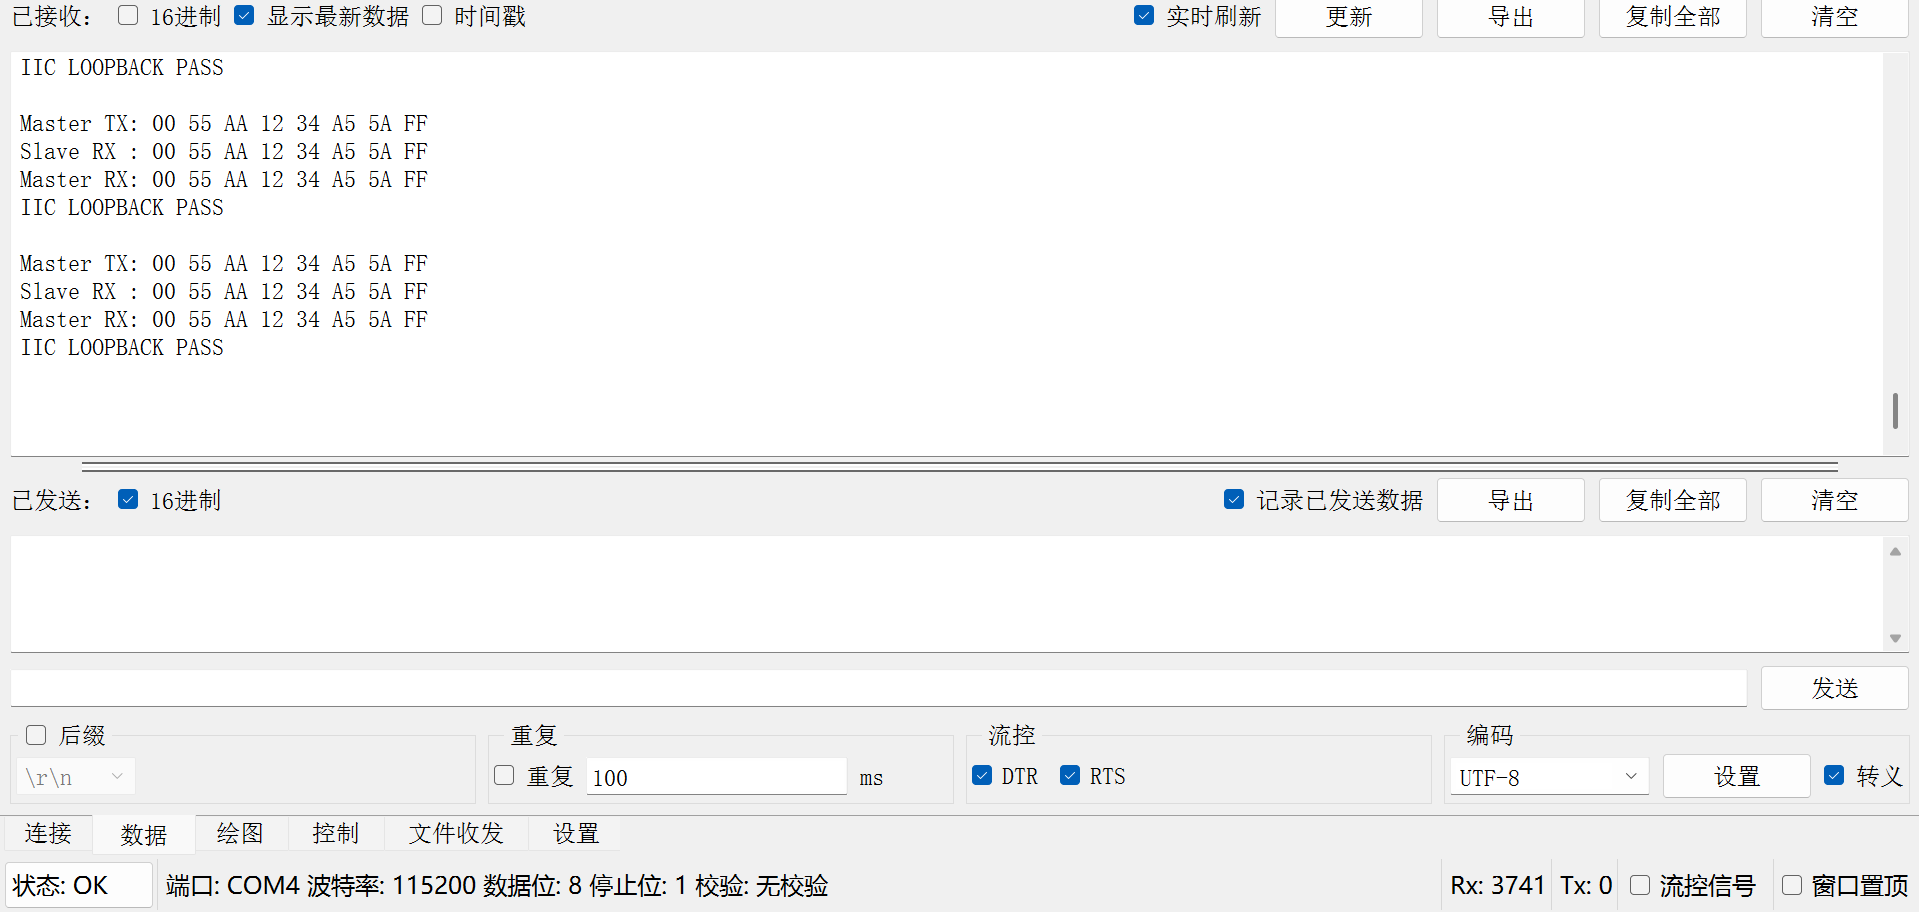 已接收： 16进制 显示最新数据 时间戳 实时刷新 更新 导出 复制全部 清空
IIC LOOPBACK PASS
Master TX: 00 55 AA 12 34 A5 5A FF
Slave RX : 00 55 AA 12 34 A5 5A FF
Master RX: 00 55 AA 12 34 A5 5A FF
IIC LOOPBACK PASS
Master TX: 00 55 AA 12 34 A5 5A FF
Slave RX : 00 55 AA 12 34 A5 5A FF
Master RX: 00 55 AA 12 34 A5 5A FF
IIC LOOPBACK PASS
已发送： 16进制 记录已发送数据 导出 复制全部 清空
发送
后缀 重复 流控 编码
\r\n 重复 100 ms DTR RTS UTF-8 设置 转义
连接 数据 绘图 控制 文件收发 设置
状态: OK 端口: COM4 波特率: 115200 数据位: 8 停止位: 1 校验: 无校验 Rx: 3741 Tx: 0 流控信号 窗口置顶